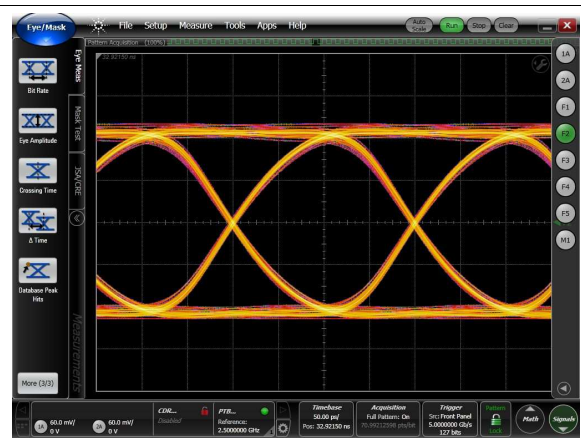 Eye/Mask
File Setup Measure Tools Apps Help
Auto Scale
Run
Stop
Clear
Pattern Acquisition (100%)
32.92150 ns
Bit Rate
Eye Amplitude
Crossing Time
Δ Time
Database Peak
Hits
More (3/3)
Eye Meas
Mask Test
JSA/CRE
Measurements
1A
2A
F1
F2
F3
F4
F5
M1
1A 60.0 mV/
0 V
2A 60.0 mV/
0 V
CDR...
Disabled
PTB...
Reference:
2.5000000 GHz
Timebase
50.00 ps/
Pos: 32.92150 ns
Acquisition
Full Pattern: On
70.99212598 pts/bit
Trigger
Src: Front Panel
5.0000000 Gb/s
127 bits
Pattern
Lock
Math
Signals